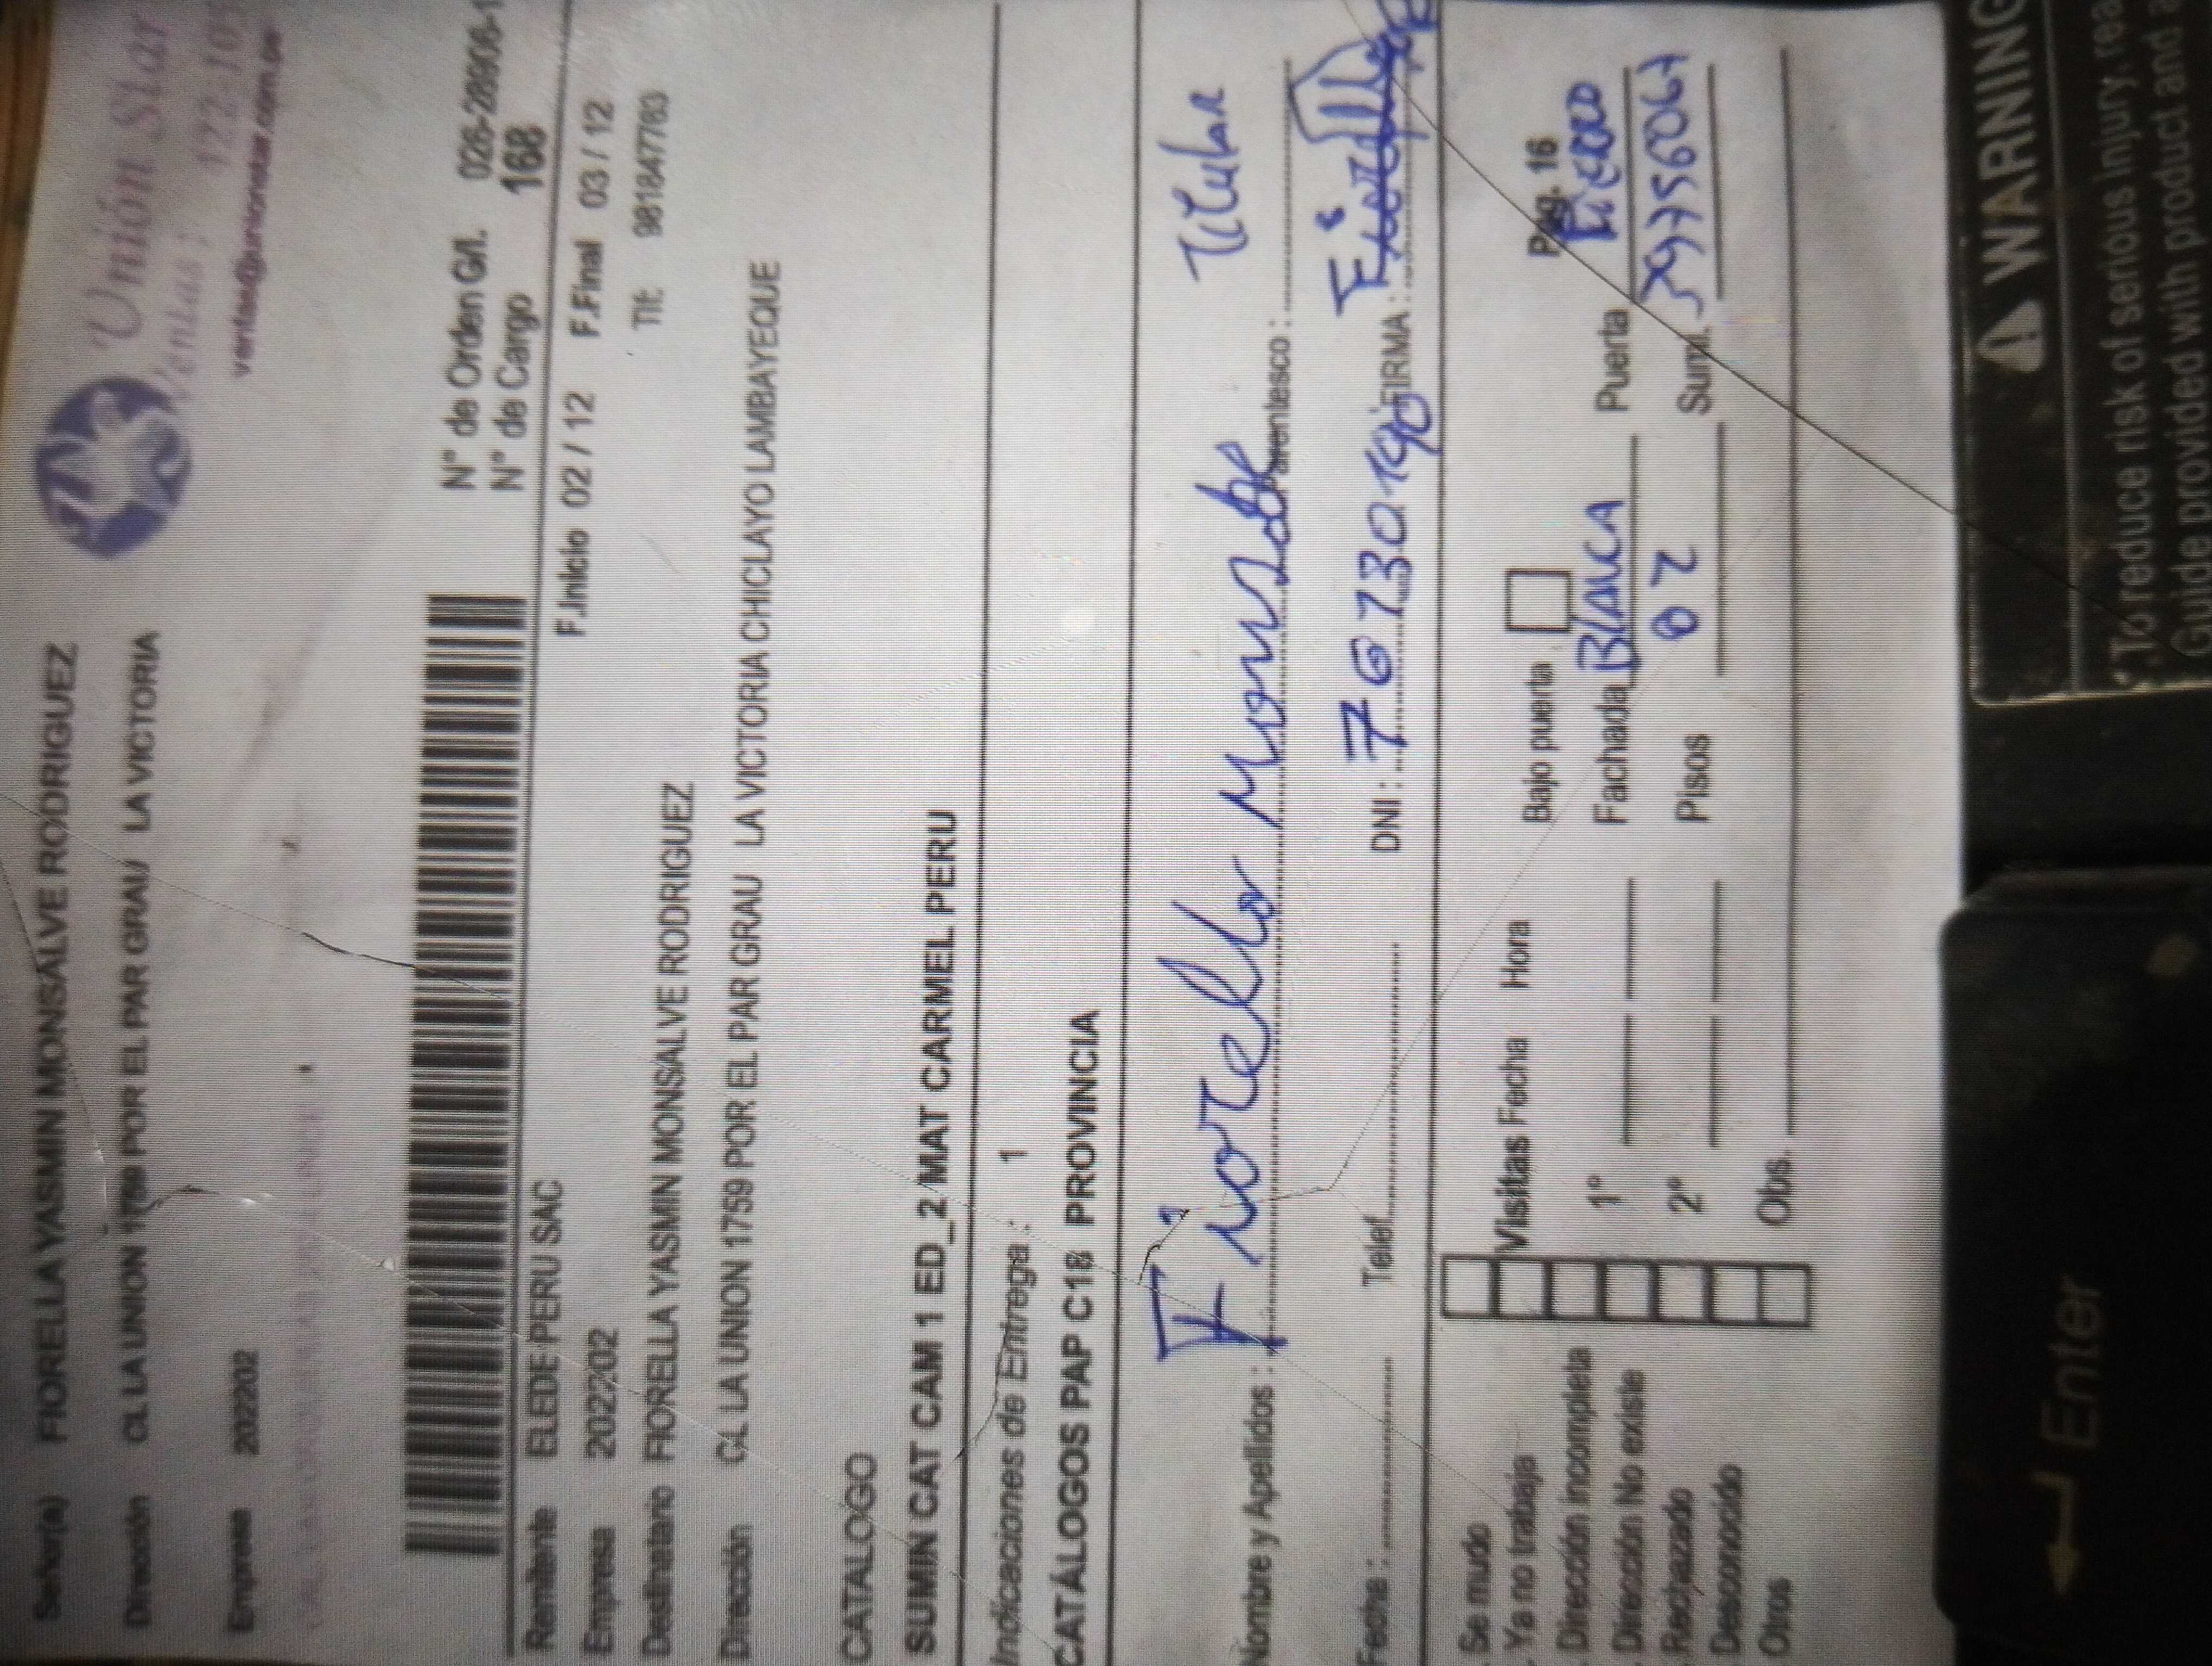 Señor(a) FIORELLA YASMIN MONSALVE RODRIGUEZ
Dirección CL LA UNION 1759 POR EL PAR GRAU LA VICTORIA
Empresa 202202
Unión Star
Ventas :
ventas@unionstar.com.pe
N° de Orden G/I. 026-28906-1
N° de Cargo 168
Remitente ELEDE PERU SAC
F.Inicio 02 / 12 F.Final 03 / 12
Empresa 202202
Destinatario FIORELLA YASMIN MONSALVE RODRIGUEZ Tlf: 981847783
Dirección CL LA UNION 1759 POR EL PAR GRAU LA VICTORIA CHICLAYO LAMBAYEQUE
CATALOGO
SUMIN CAT CAM 1 ED_2 MAT CARMEL PERU
Indicaciones de Entrega : 1
CATÁLOGOS PAP C18 PROVINCIA
Nombre y Apellidos : Fiorella Parentesco : Titular
Fecha : Telef. DNI : FIRMA :
Pag. 16
Se mudo
Ya no trabaja Visitas Fecha Hora Bajo puerta
Dirección incompleta
Dirección No existe 1° Fachada BLANCA Puerta
Rechazado 2° Pisos 02 Sumi.
Desconocido
Otros Obs.
Enter
WARNING
To reduce risk of serious injury, rea
Guide provided with product and a